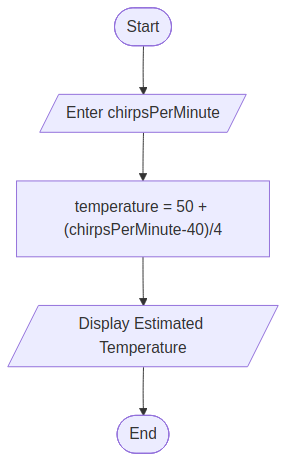 Start
Enter chirpsPerMinute
temperature = 50 +
(chirpsPerMinute-40)/4
Display Estimated
Temperature
End